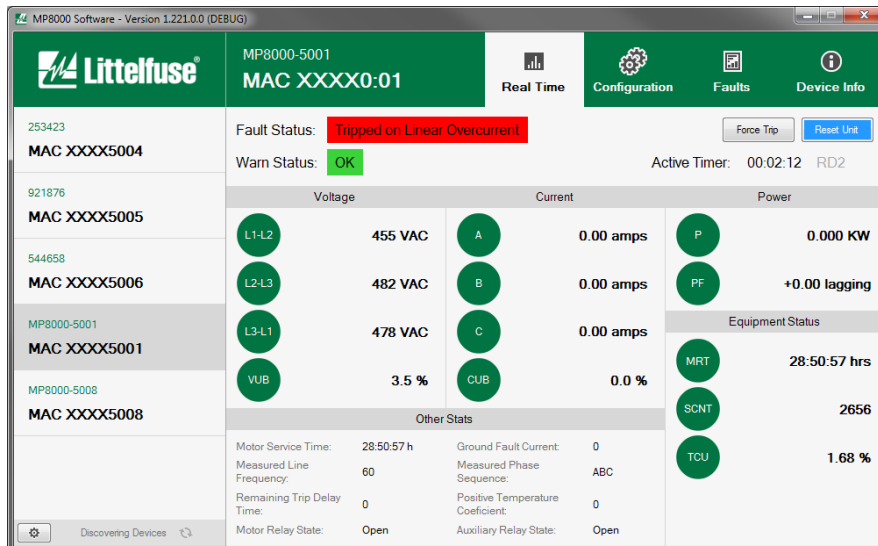 MP8000 Software - Version 1.221.0.0 (DEBUG)
Littelfuse®
MP8000-5001
MAC XXXX0:01
Real Time
Configuration
Faults
Device Info
253423
MAC XXXX5004
921876
MAC XXXX5005
544658
MAC XXXX5006
MP8000-5001
MAC XXXX5001
MP8000-5008
MAC XXXX5008
Discovering Devices
Fault Status: Tripped on Linear Overcurrent
Force Trip
Reset Unit
Warn Status: OK
Active Timer: 00:02:12 RD2
Voltage
L1-L2 455 VAC
L2-L3 482 VAC
L3-L1 478 VAC
VUB 3.5 %
Current
A 0.00 amps
B 0.00 amps
C 0.00 amps
CUB 0.0 %
Power
P 0.000 KW
PF +0.00 lagging
Equipment Status
MRT 28:50:57 hrs
SCNT 2656
TCU 1.68 %
Other Stats
Motor Service Time: 28:50:57 h
Measured Line
Frequency: 60
Remaining Trip Delay
Time: 0
Motor Relay State: Open
Ground Fault Current: 0
Measured Phase
Sequence: ABC
Positive Temperature
Coeficient: 0
Auxiliary Relay State: Open